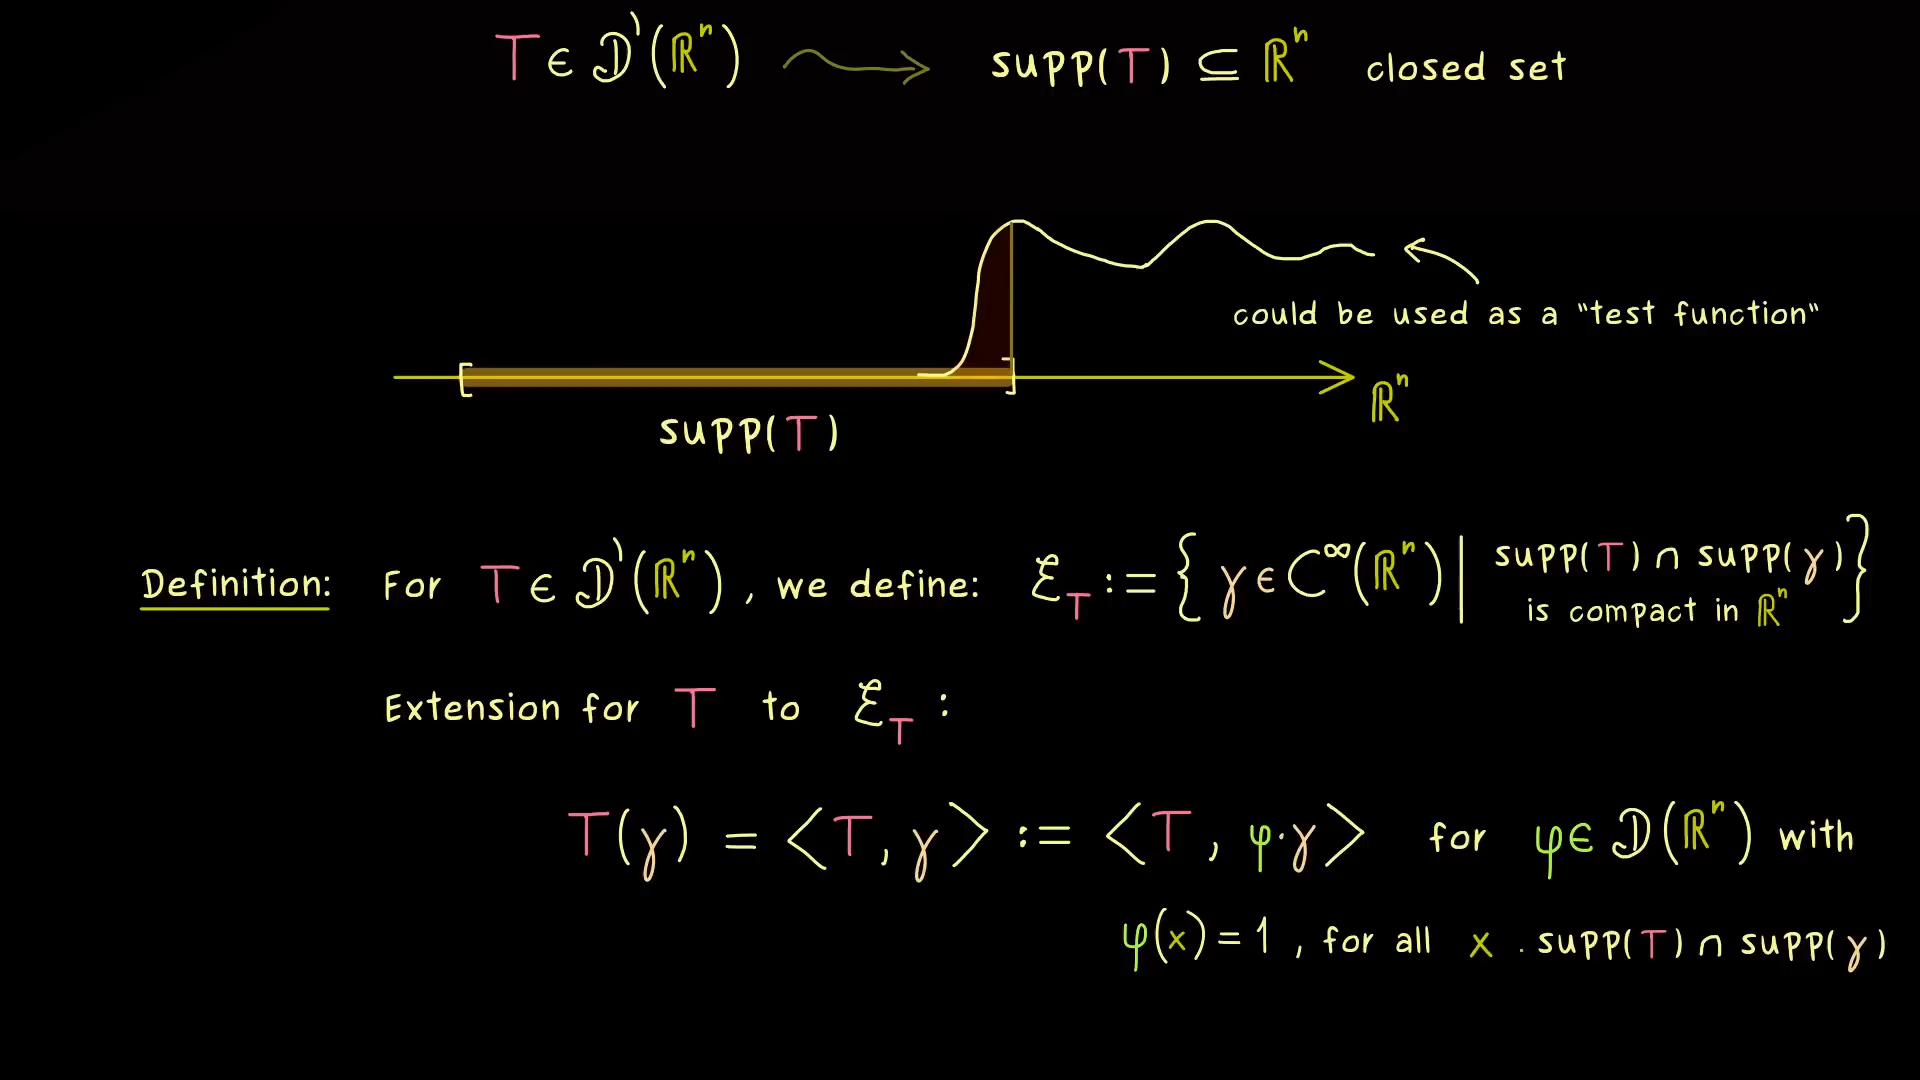 T ∈ 𝒟'(ℝⁿ) ⇝ supp(T) ⊆ ℝⁿ closed set
could be used as a "test function"
[ ] ℝⁿ
supp(T)
Definition: For T ∈ 𝒟'(ℝⁿ), we define: ℰ_T := { γ ∈ C^∞(ℝⁿ) | supp(T) ∩ supp(γ) }
is compact in ℝⁿ
Extension for T to ℰ_T :
T(γ) = ⟨T, γ⟩ := ⟨T, φ·γ⟩ for φ ∈ 𝒟(ℝⁿ) with
φ(x) = 1, for all x . supp(T) ∩ supp(γ)